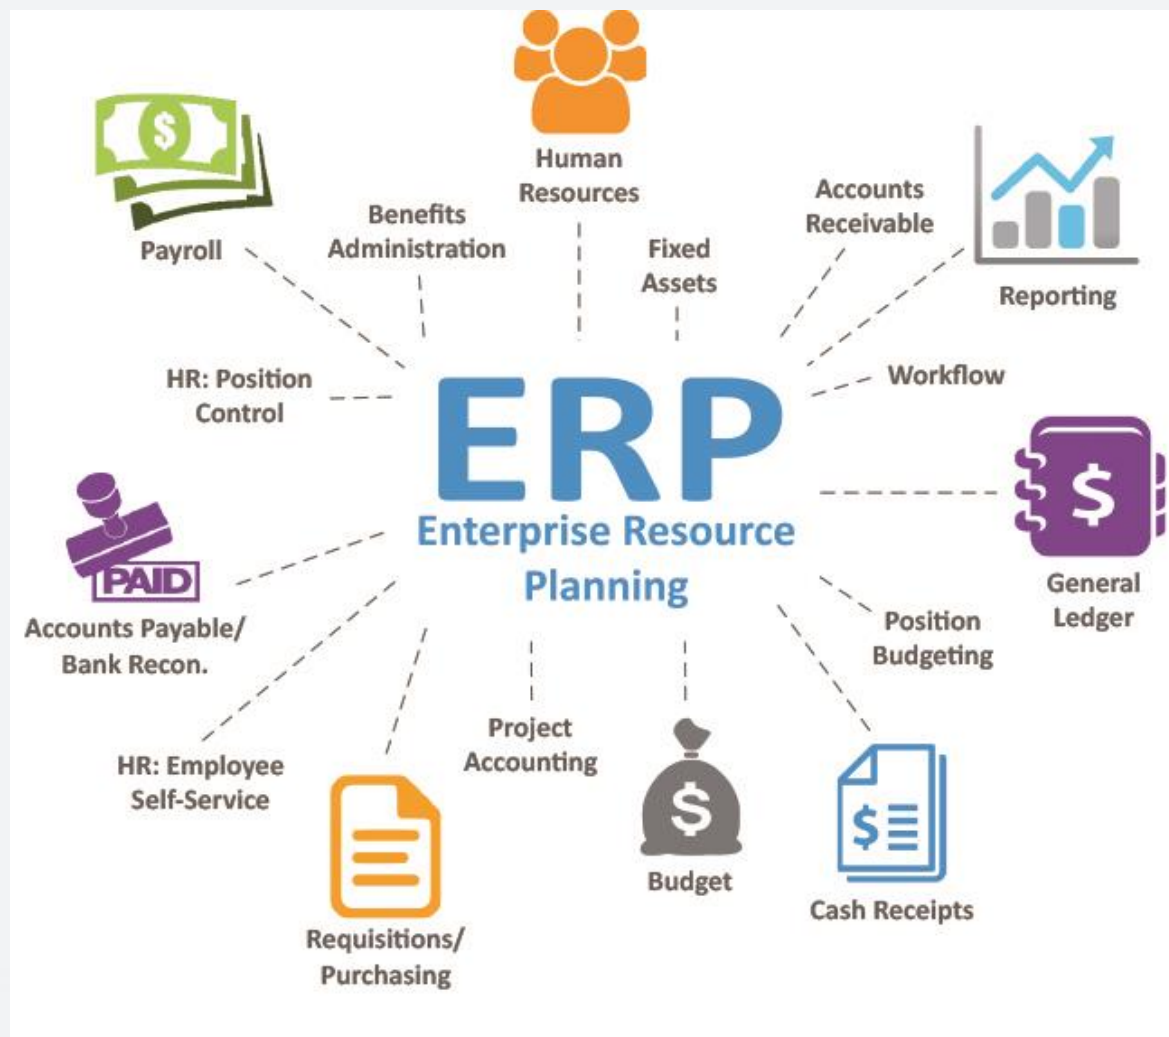 Human
Resources
Payroll
Benefits
Administration
Fixed
Assets
Accounts
Receivable
Reporting
HR: Position
Control
Workflow
ERP
Enterprise Resource
Planning
$
PAID
Accounts Payable/
Bank Recon.
$
General
Ledger
Position
Budgeting
HR: Employee
Self-Service
Project
Accounting
Requisitions/
Purchasing
$
Budget
$
Cash Receipts
$